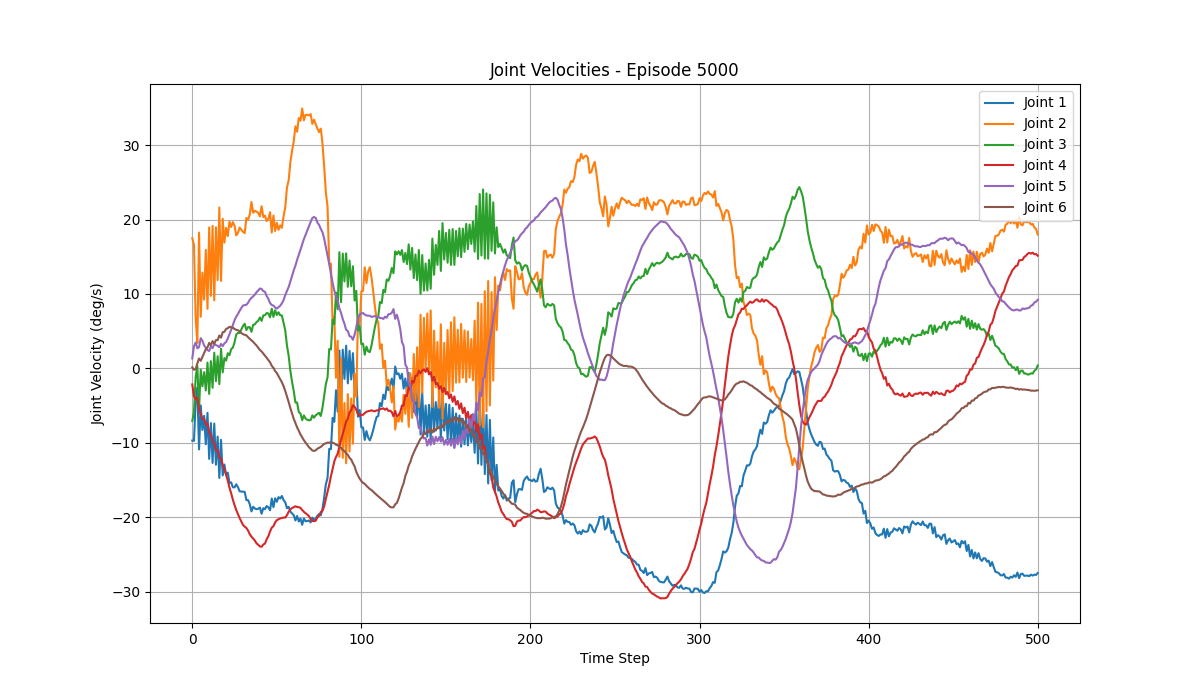 Joint Velocities - Episode 5000
Joint Velocity (deg/s)
30
20
10
0
−10
−20
−30
Joint 1
Joint 2
Joint 3
Joint 4
Joint 5
Joint 6
0
100
200
300
400
500
Time Step